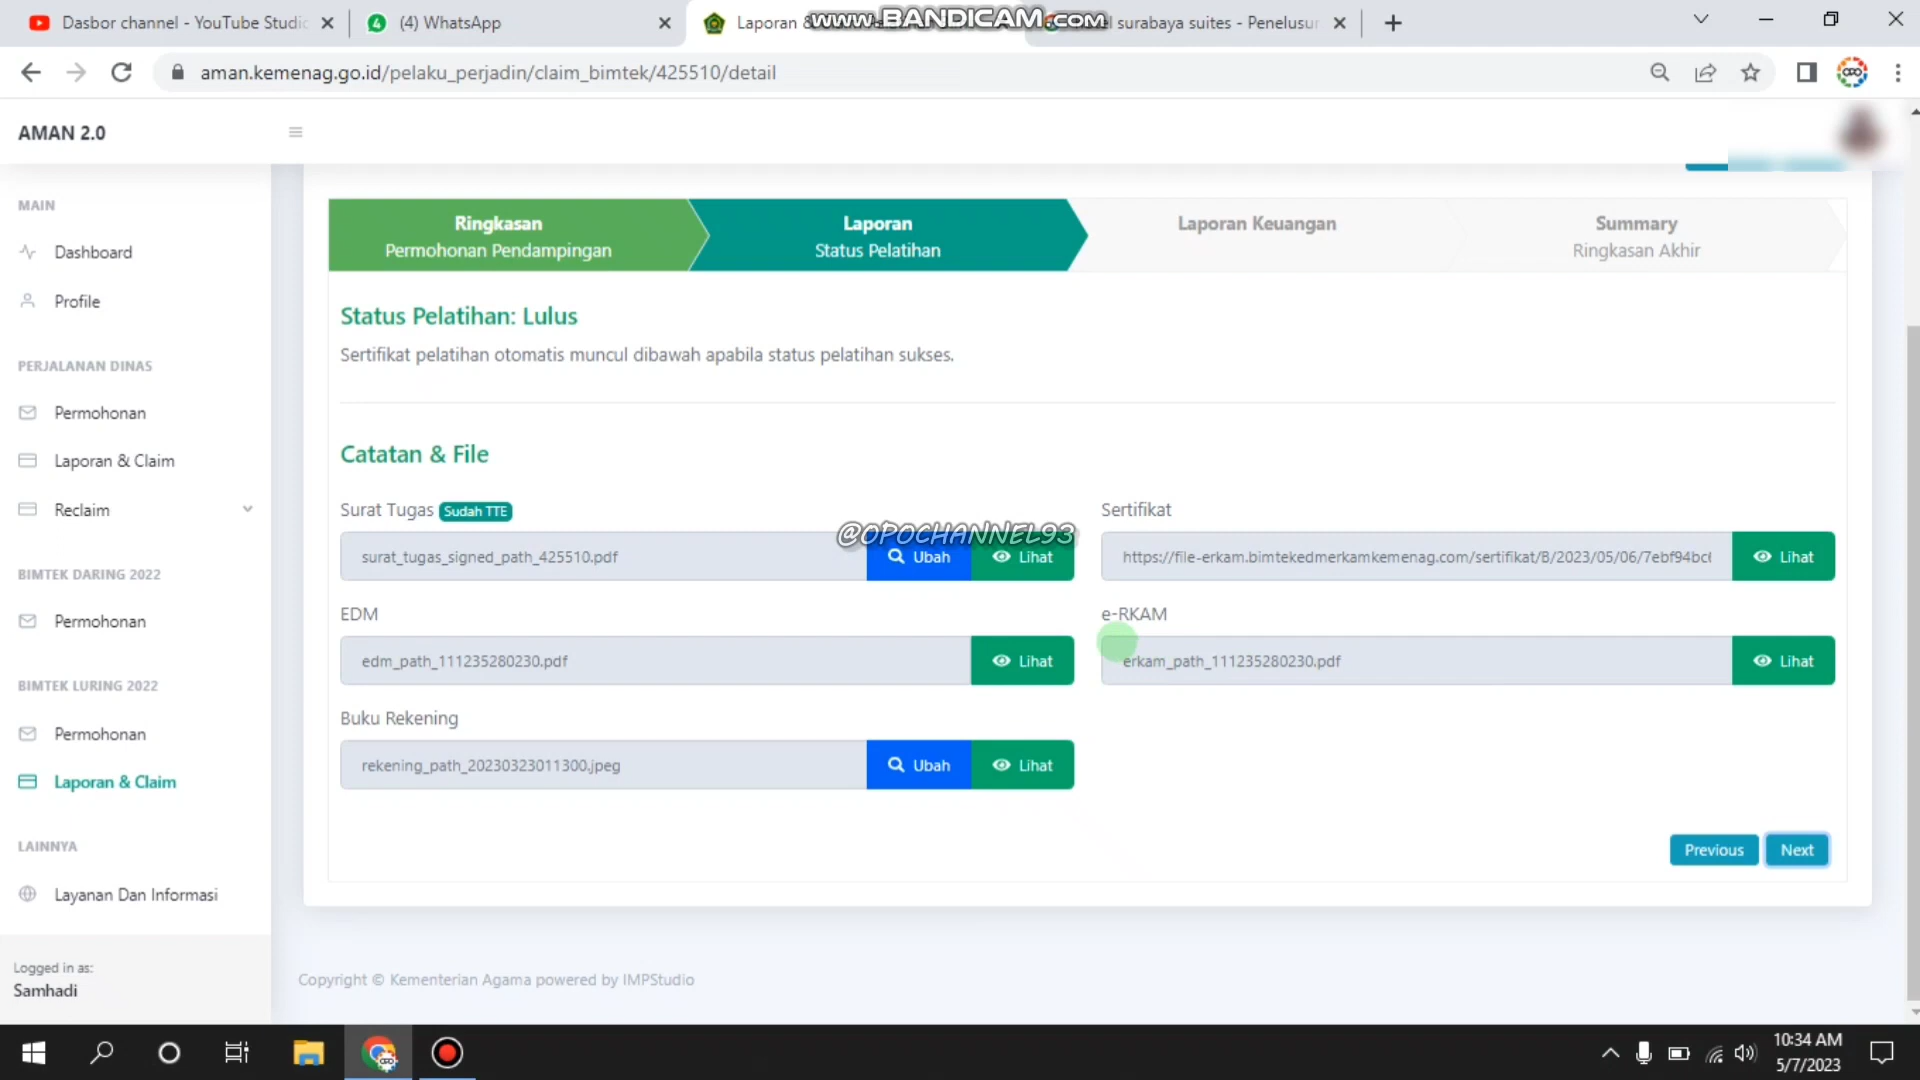 Dasbor channel - YouTube Studio
(4) WhatsApp
Laporan &
www.BANDICAM.com
surabaya suites - Penelusur
aman.kemenag.go.id/pelaku_perjadin/claim_bimtek/425510/detail
AMAN 2.0
MAIN
Dashboard
Profile
PERJALANAN DINAS
Permohonan
Laporan & Claim
Reclaim
BIMTEK DARING 2022
Permohonan
BIMTEK LURING 2022
Permohonan
Laporan & Claim
LAINNYA
Layanan Dan Informasi
Logged in as:
Samhadi
Ringkasan
Permohonan Pendampingan
Laporan
Status Pelatihan
Laporan Keuangan
Summary
Ringkasan Akhir
Status Pelatihan: Lulus
Sertifikat pelatihan otomatis muncul dibawah apabila status pelatihan sukses.
Catatan & File
Surat Tugas Sudah TTE
surat_tugas_signed_path_425510.pdf
Ubah
Lihat
@OPOCHANNEL93
Sertifikat
https://file-erkam.bimtekedmerkamkemenag.com/sertifikat/B/2023/05/06/7ebf94bc
Lihat
EDM
edm_path_111235280230.pdf
Lihat
e-RKAM
erkam_path_111235280230.pdf
Lihat
Buku Rekening
rekening_path_20230323011300.jpeg
Ubah
Lihat
Previous
Next
Copyright © Kementerian Agama powered by IMPStudio
10:34 AM
5/7/2023